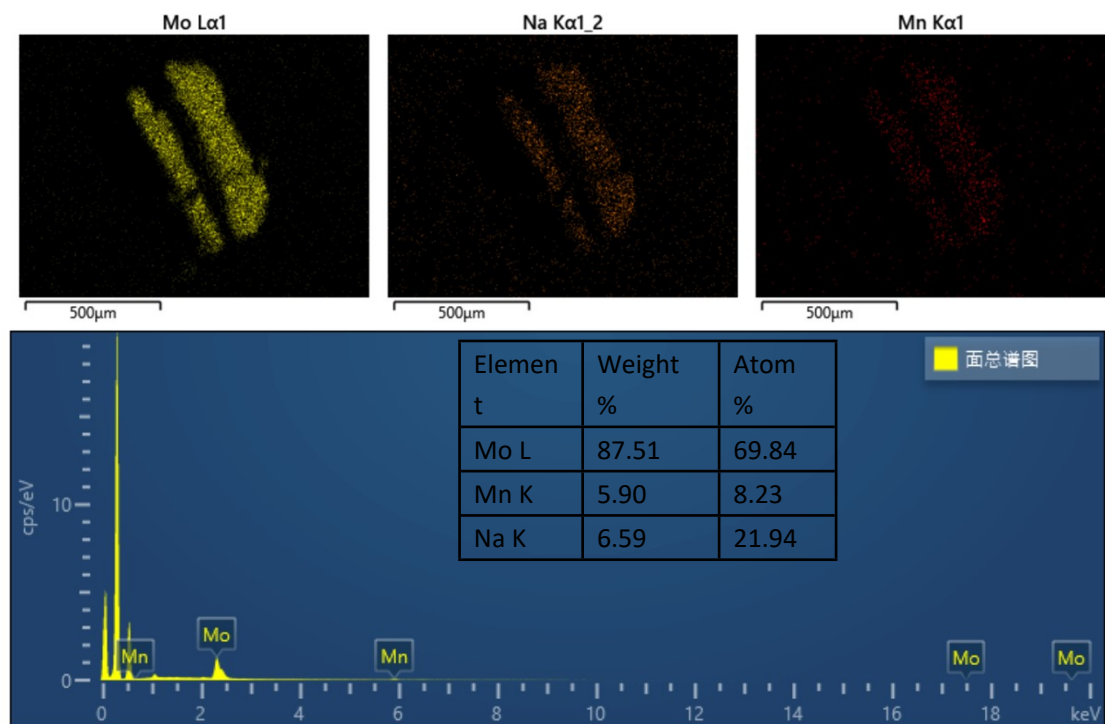 Mo Lα1
Na Kα1_2
Mn Kα1
500μm
500μm
500μm
Elemen
t
Weight
%
Atom
%
Mo L
87.51
69.84
Mn K
5.90
8.23
Na K
6.59
21.94
面总谱图
cps/eV
10
0
Mn
Mo
Mn
Mo
Mo
0
2
4
6
8
10
12
14
16
18
keV